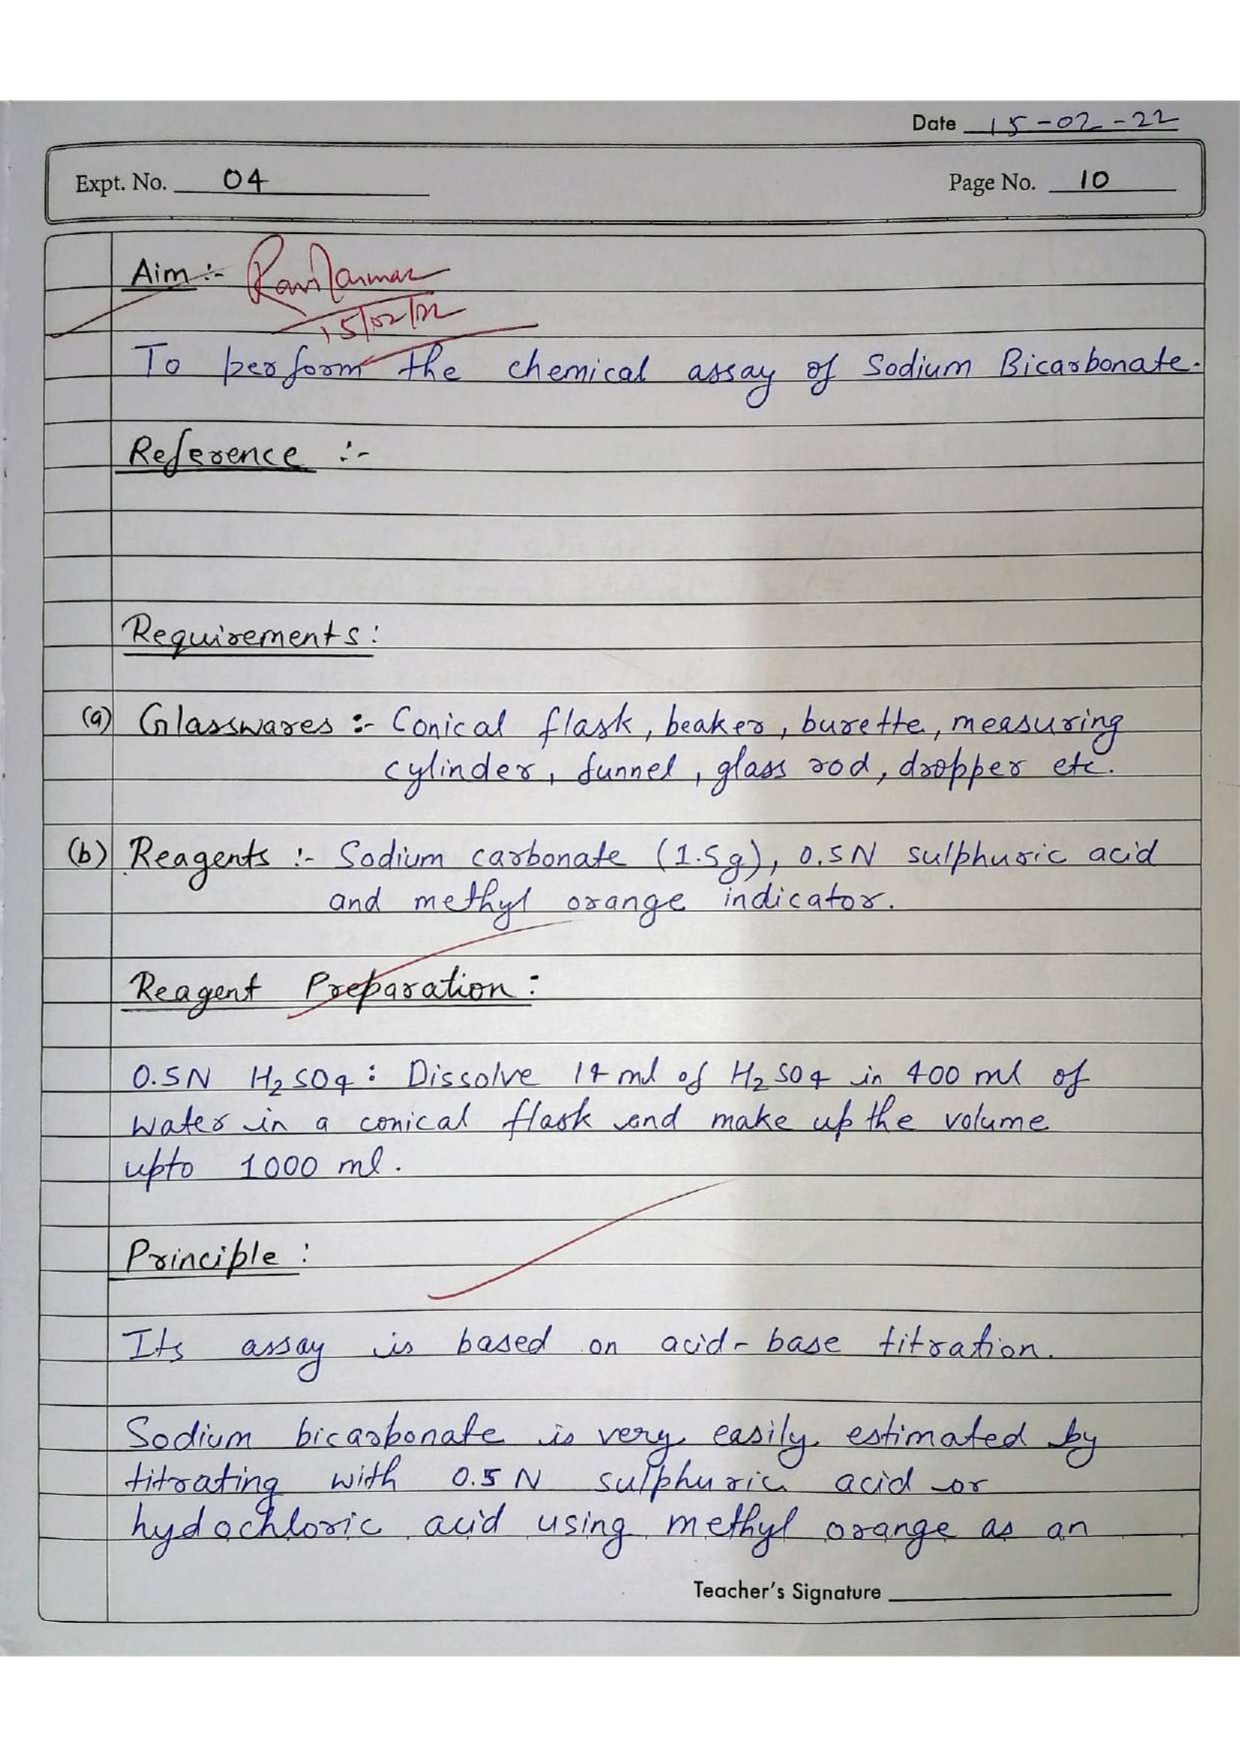 Date 15-02-22
Expt. No. 04
Page No. 10
Aim :-
15/02/22
To perform the chemical assay of Sodium Bicarbonate.
Reference :-
Requirements :
(a) Glasswares :- Conical flask, beaker, burette, measuring
cylinder, funnel, glass rod, dropper etc.
(b) Reagents :- Sodium carbonate (1.5g), 0.5N sulphuric acid
and methyl orange indicator.
Reagent Preparation :
0.5N H₂SO₄ : Dissolve 14 ml of H₂SO₄ in 400 ml of
water in a conical flask and make up the volume
upto 1000 ml.
Principle :
Its assay is based on acid-base titration.
Sodium bicarbonate is very easily estimated by
titrating with 0.5 N sulphuric acid or
hydochloric acid using methyl orange as an
Teacher's Signature